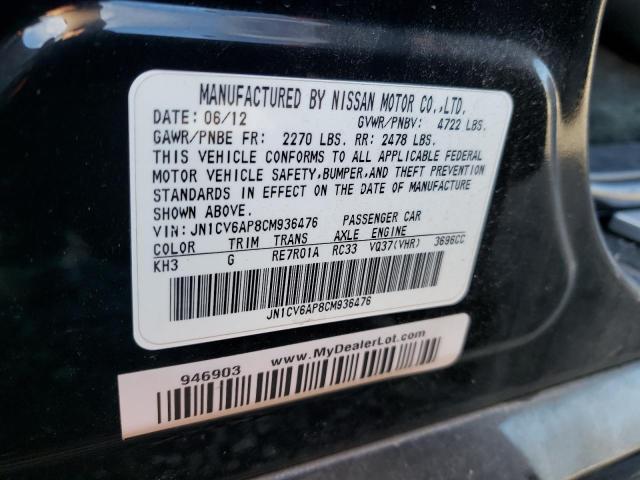 MANUFACTURED BY NISSAN MOTOR CO.,LTD.
DATE: 06/12 GVWR/PNBV: 4722 LBS.
GAWR/PNBE FR: 2270 LBS. RR: 2478 LBS.
THIS VEHICLE CONFORMS TO ALL APPLICABLE FEDERAL
MOTOR VEHICLE SAFETY,BUMPER,AND THEFT PREVENTION
STANDARDS IN EFFECT ON THE DATE OF MANUFACTURE
SHOWN ABOVE.
VIN:JN1CV6AP8CM936476 PASSENGER CAR
COLOR TRIM TRANS AXLE ENGINE
KH3 G RE7R01A RC33 VQ37(VHR) 3696CC
JN1CV6AP8CM936476
946903 www.MyDealerLot.com